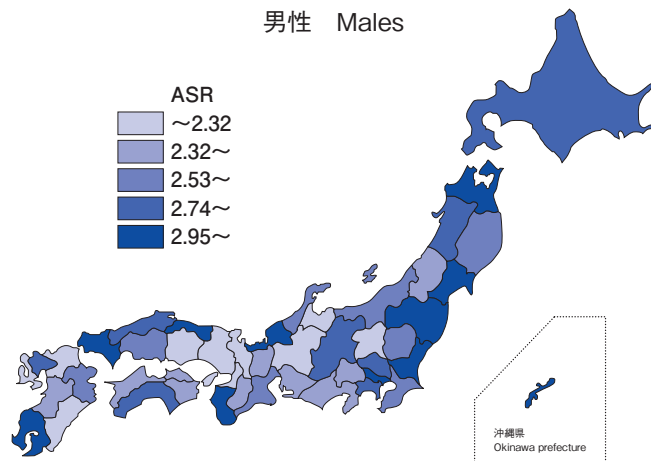 男性 Males
ASR
～2.32
2.32～
2.53～
2.74～
2.95～
沖縄県
Okinawa prefecture